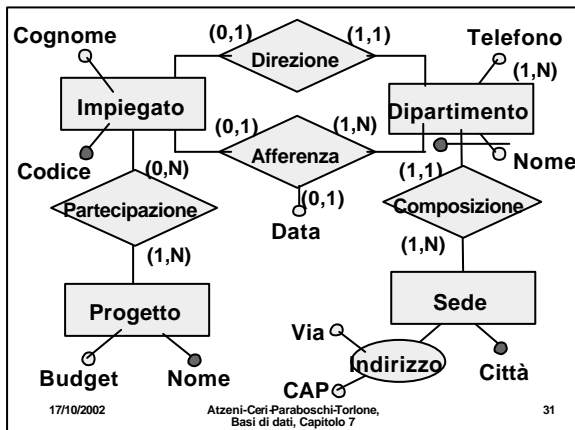 Cognome
(0,1)
Direzione
(1,1)
Telefono
(1,N)
Impiegato
Dipartimento
(0,1)
(1,N)
Afferenza
Codice
(0,N)
(0,1)
Data
(1,1)
Nome
Partecipazione
Composizione
(1,N)
(1,N)
Progetto
Sede
Via
Indirizzo
Budget
Nome
CAP
Città
17/10/2002
Atzeni-Ceri-Paraboschi-Torlone,
Basi di dati, Capitolo 7
31